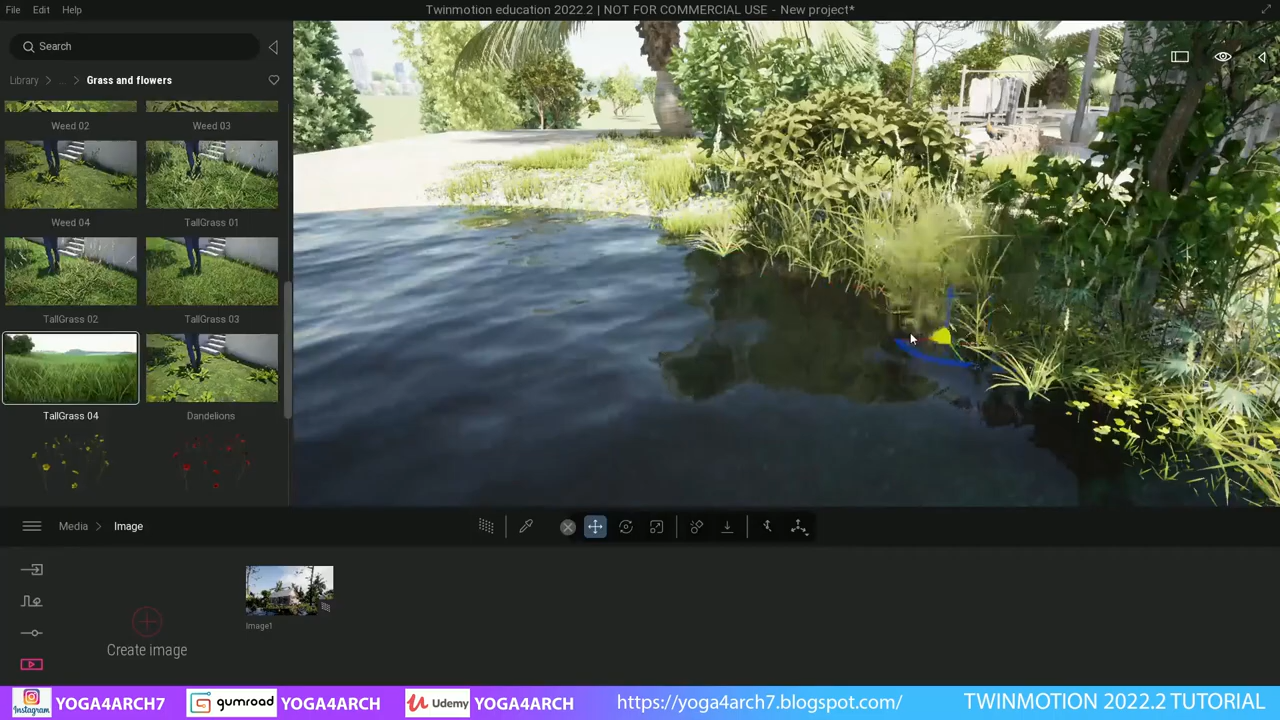 File Edit Help
Twinmotion education 2022.2 | NOT FOR COMMERCIAL USE - New project*
Search
Library > ... > Grass and flowers
Weed 02
Weed 03
Weed 04
TallGrass 01
TallGrass 02
TallGrass 03
TallGrass 04
Dandelions
Media > Image
Create image
Image1
Instagram YOGA4ARCH7 gumroad YOGA4ARCH Udemy YOGA4ARCH https://yoga4arch7.blogspot.com/ TWINMOTION 2022.2 TUTORIAL